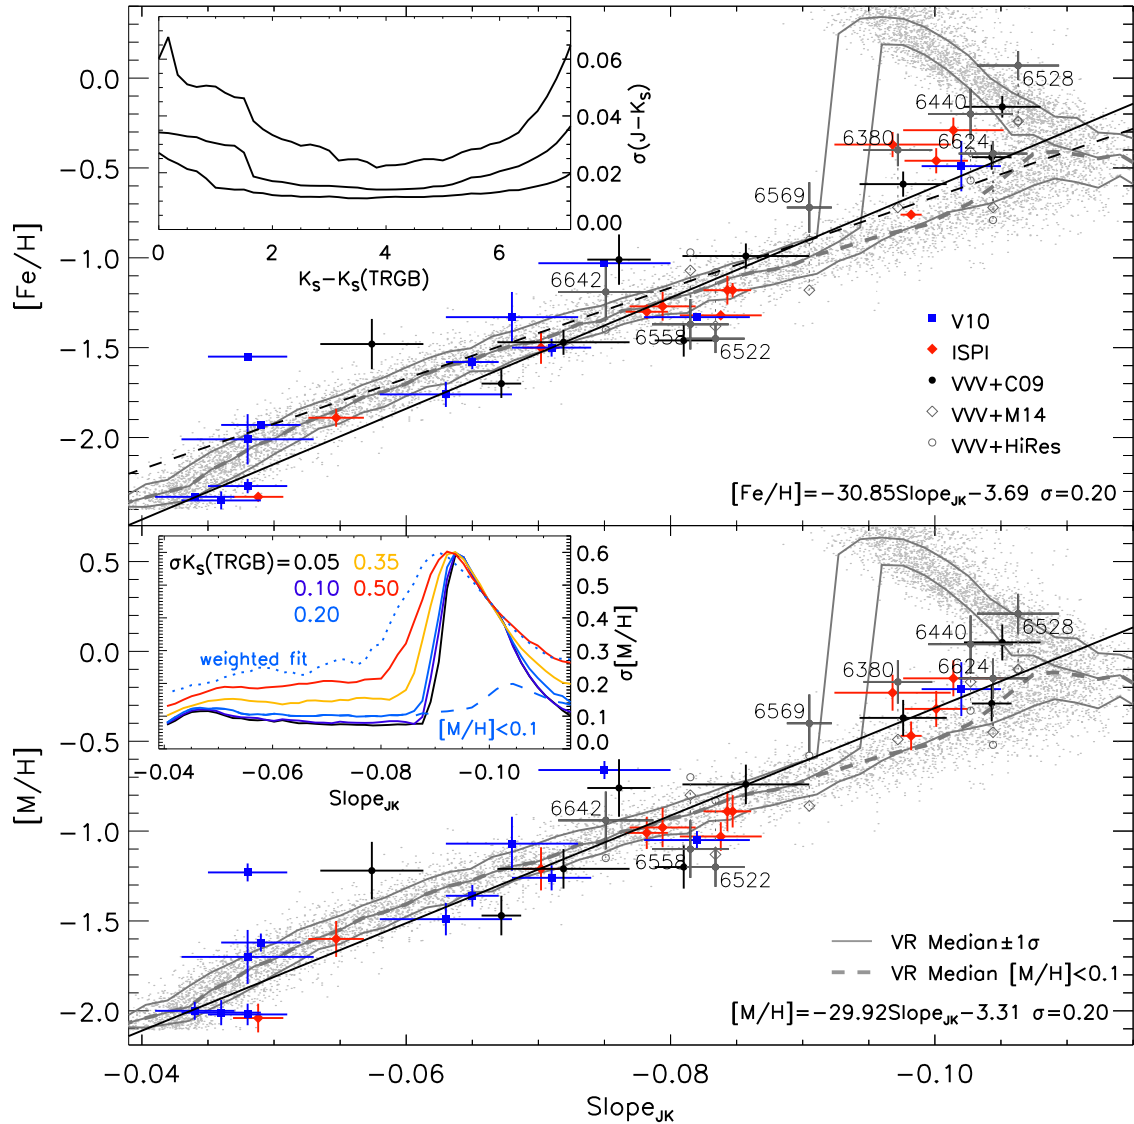 [Fe/H]
0.0
−0.5
−1.0
−1.5
−2.0
σ(J−K_S)
0.06
0.04
0.02
0.00
0 2 4 6
K_S−K_S(TRGB)
6528
6440
6380
6624
6569
6642
6558
6522
V10
ISPI
VVV+C09
VVV+M14
VVV+HiRes
[Fe/H]=−30.85Slope_JK−3.69 σ=0.20
[M/H]
0.5
0.0
−0.5
−1.0
−1.5
−2.0
σK_S(TRGB)=0.05 0.35
0.10 0.50
0.20
weighted fit
[M/H]<0.1
σ[M/H]
0.6
0.5
0.4
0.3
0.2
0.1
0.0
−0.04 −0.06 −0.08 −0.10
Slope_JK
6528
6440
6380
6624
6569
6642
6558
6522
VR Median±1σ
VR Median [M/H]<0.1
[M/H]=−29.92Slope_JK−3.31 σ=0.20
−0.04 −0.06 −0.08 −0.10
Slope_JK